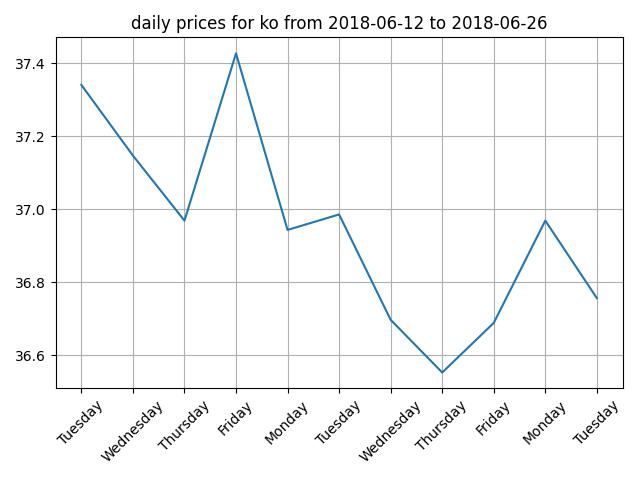 daily prices for ko from 2018-06-12 to 2018-06-26
37.4
37.2
37.0
36.8
36.6
Tuesday
Wednesday
Thursday
Friday
Monday
Tuesday
Wednesday
Thursday
Friday
Monday
Tuesday